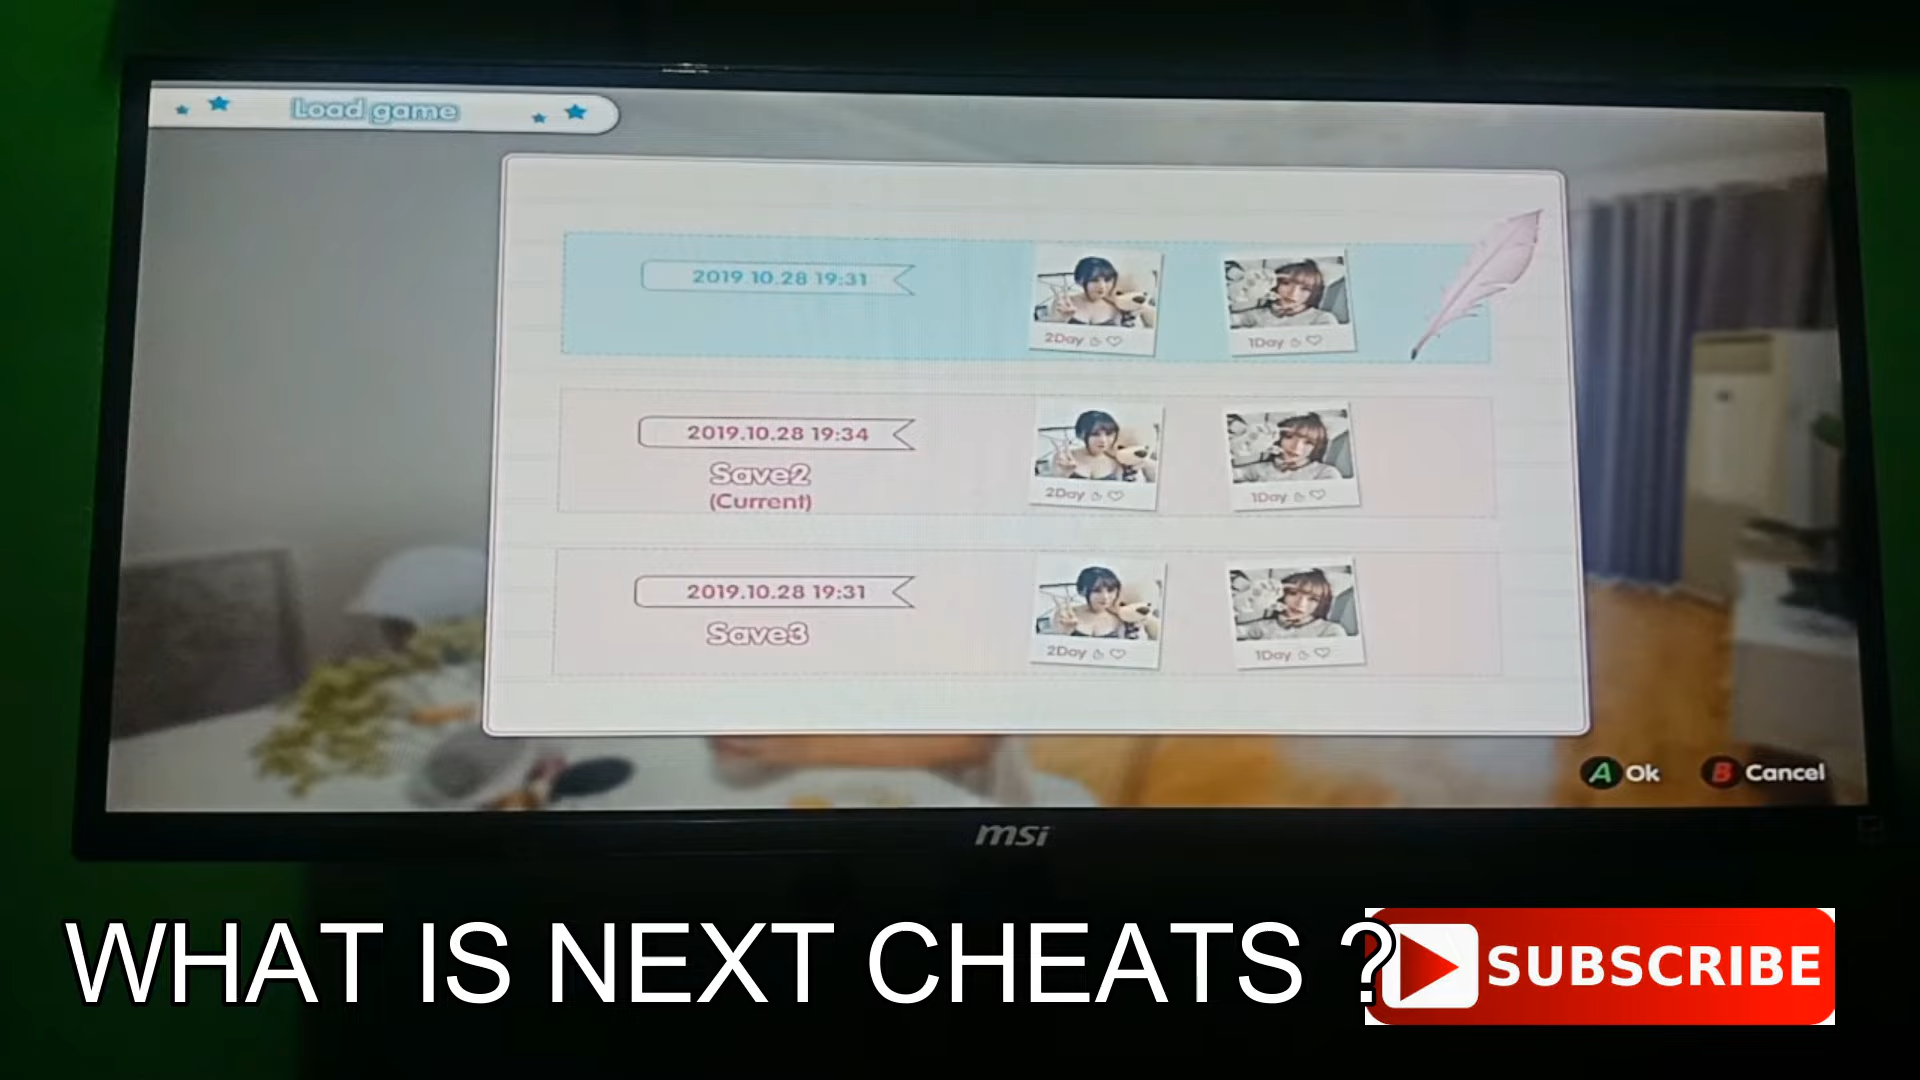 Load game
2019.10.28 19:31
2Day
1Day
2019.10.28 19:34
Save2
(Current)
2Day
1Day
2019.10.28 19:31
Save3
2Day
1Day
A Ok
B Cancel
msi
WHAT IS NEXT CHEATS ?
SUBSCRIBE